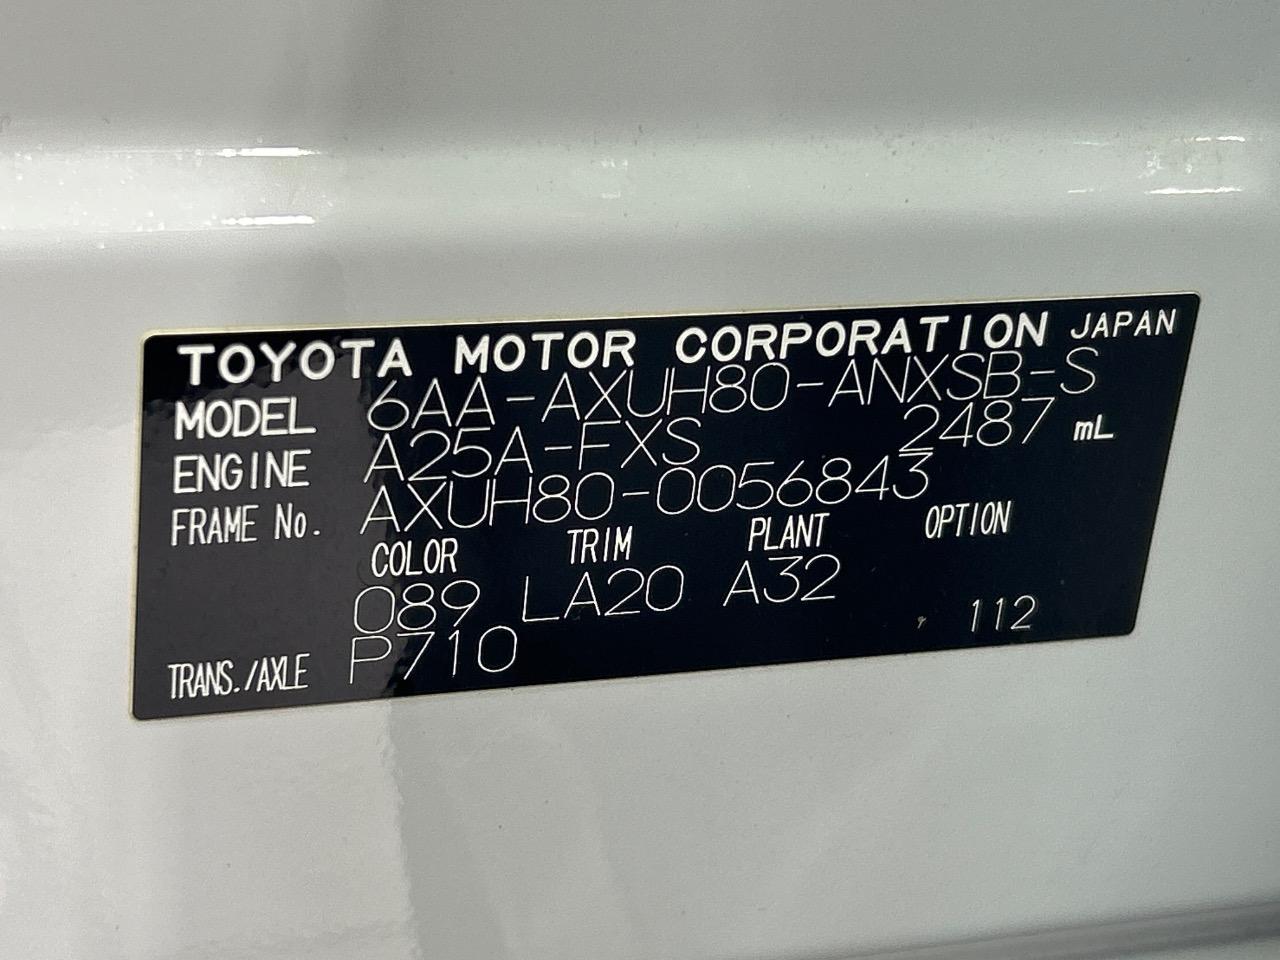 TOYOTA MOTOR CORPORATION JAPAN
MODEL 6AA-AXUH80-ANXSB-S
ENGINE A25A-FXS 2487 mL
FRAME No. AXUH80-0056843
COLOR TRIM PLANT OPTION
089 LA20 A32
TRANS./AXLE P710 112